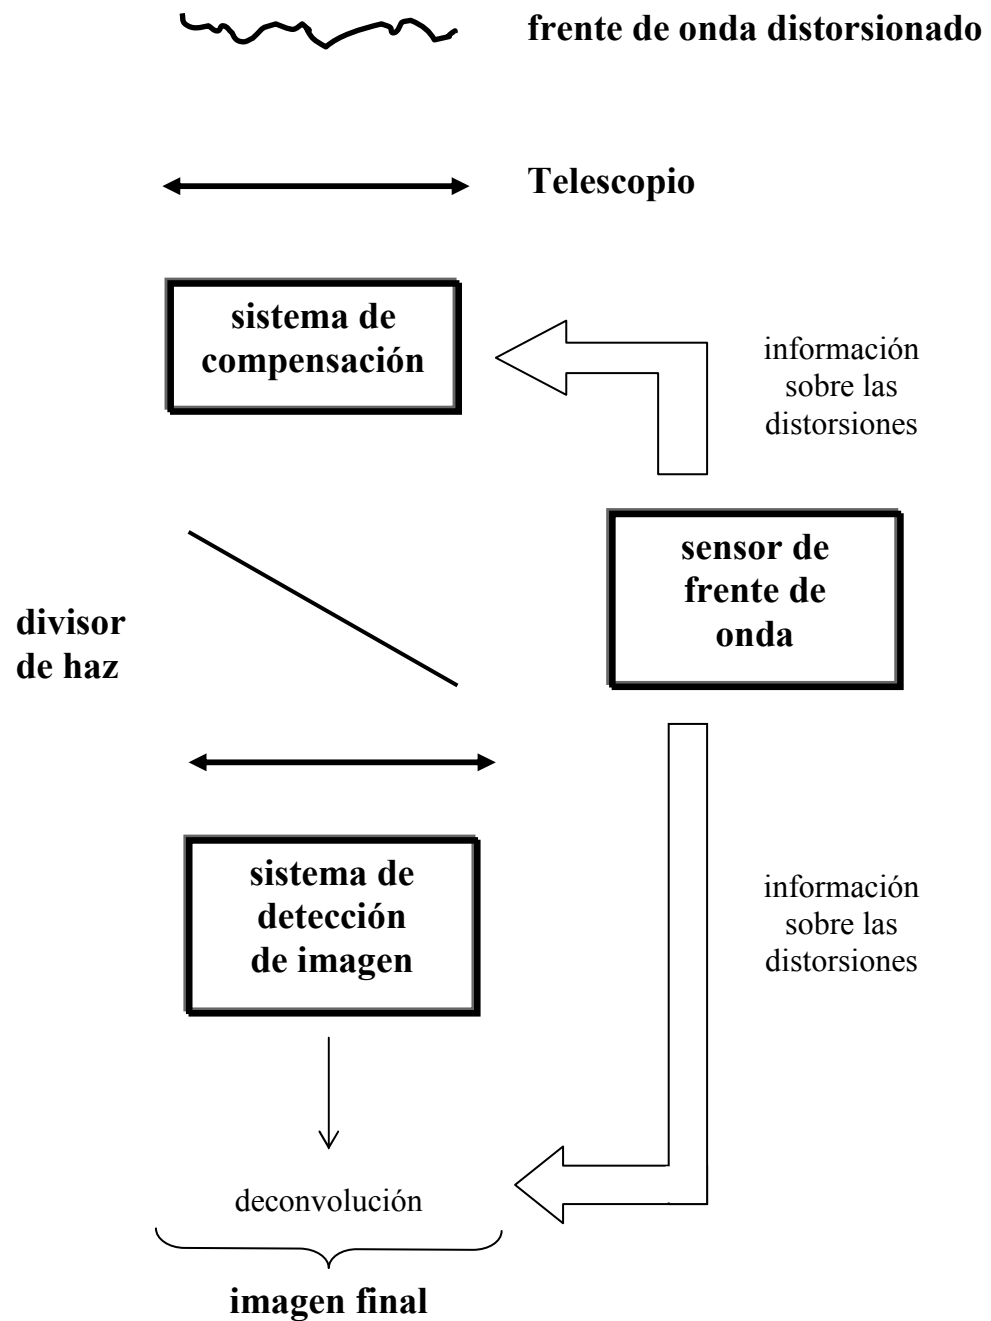 frente de onda distorsionado
Telescopio
sistema de
compensación
información
sobre las
distorsiones
sensor de
frente de
onda
divisor
de haz
sistema de
detección
de imagen
información
sobre las
distorsiones
deconvolución
imagen final